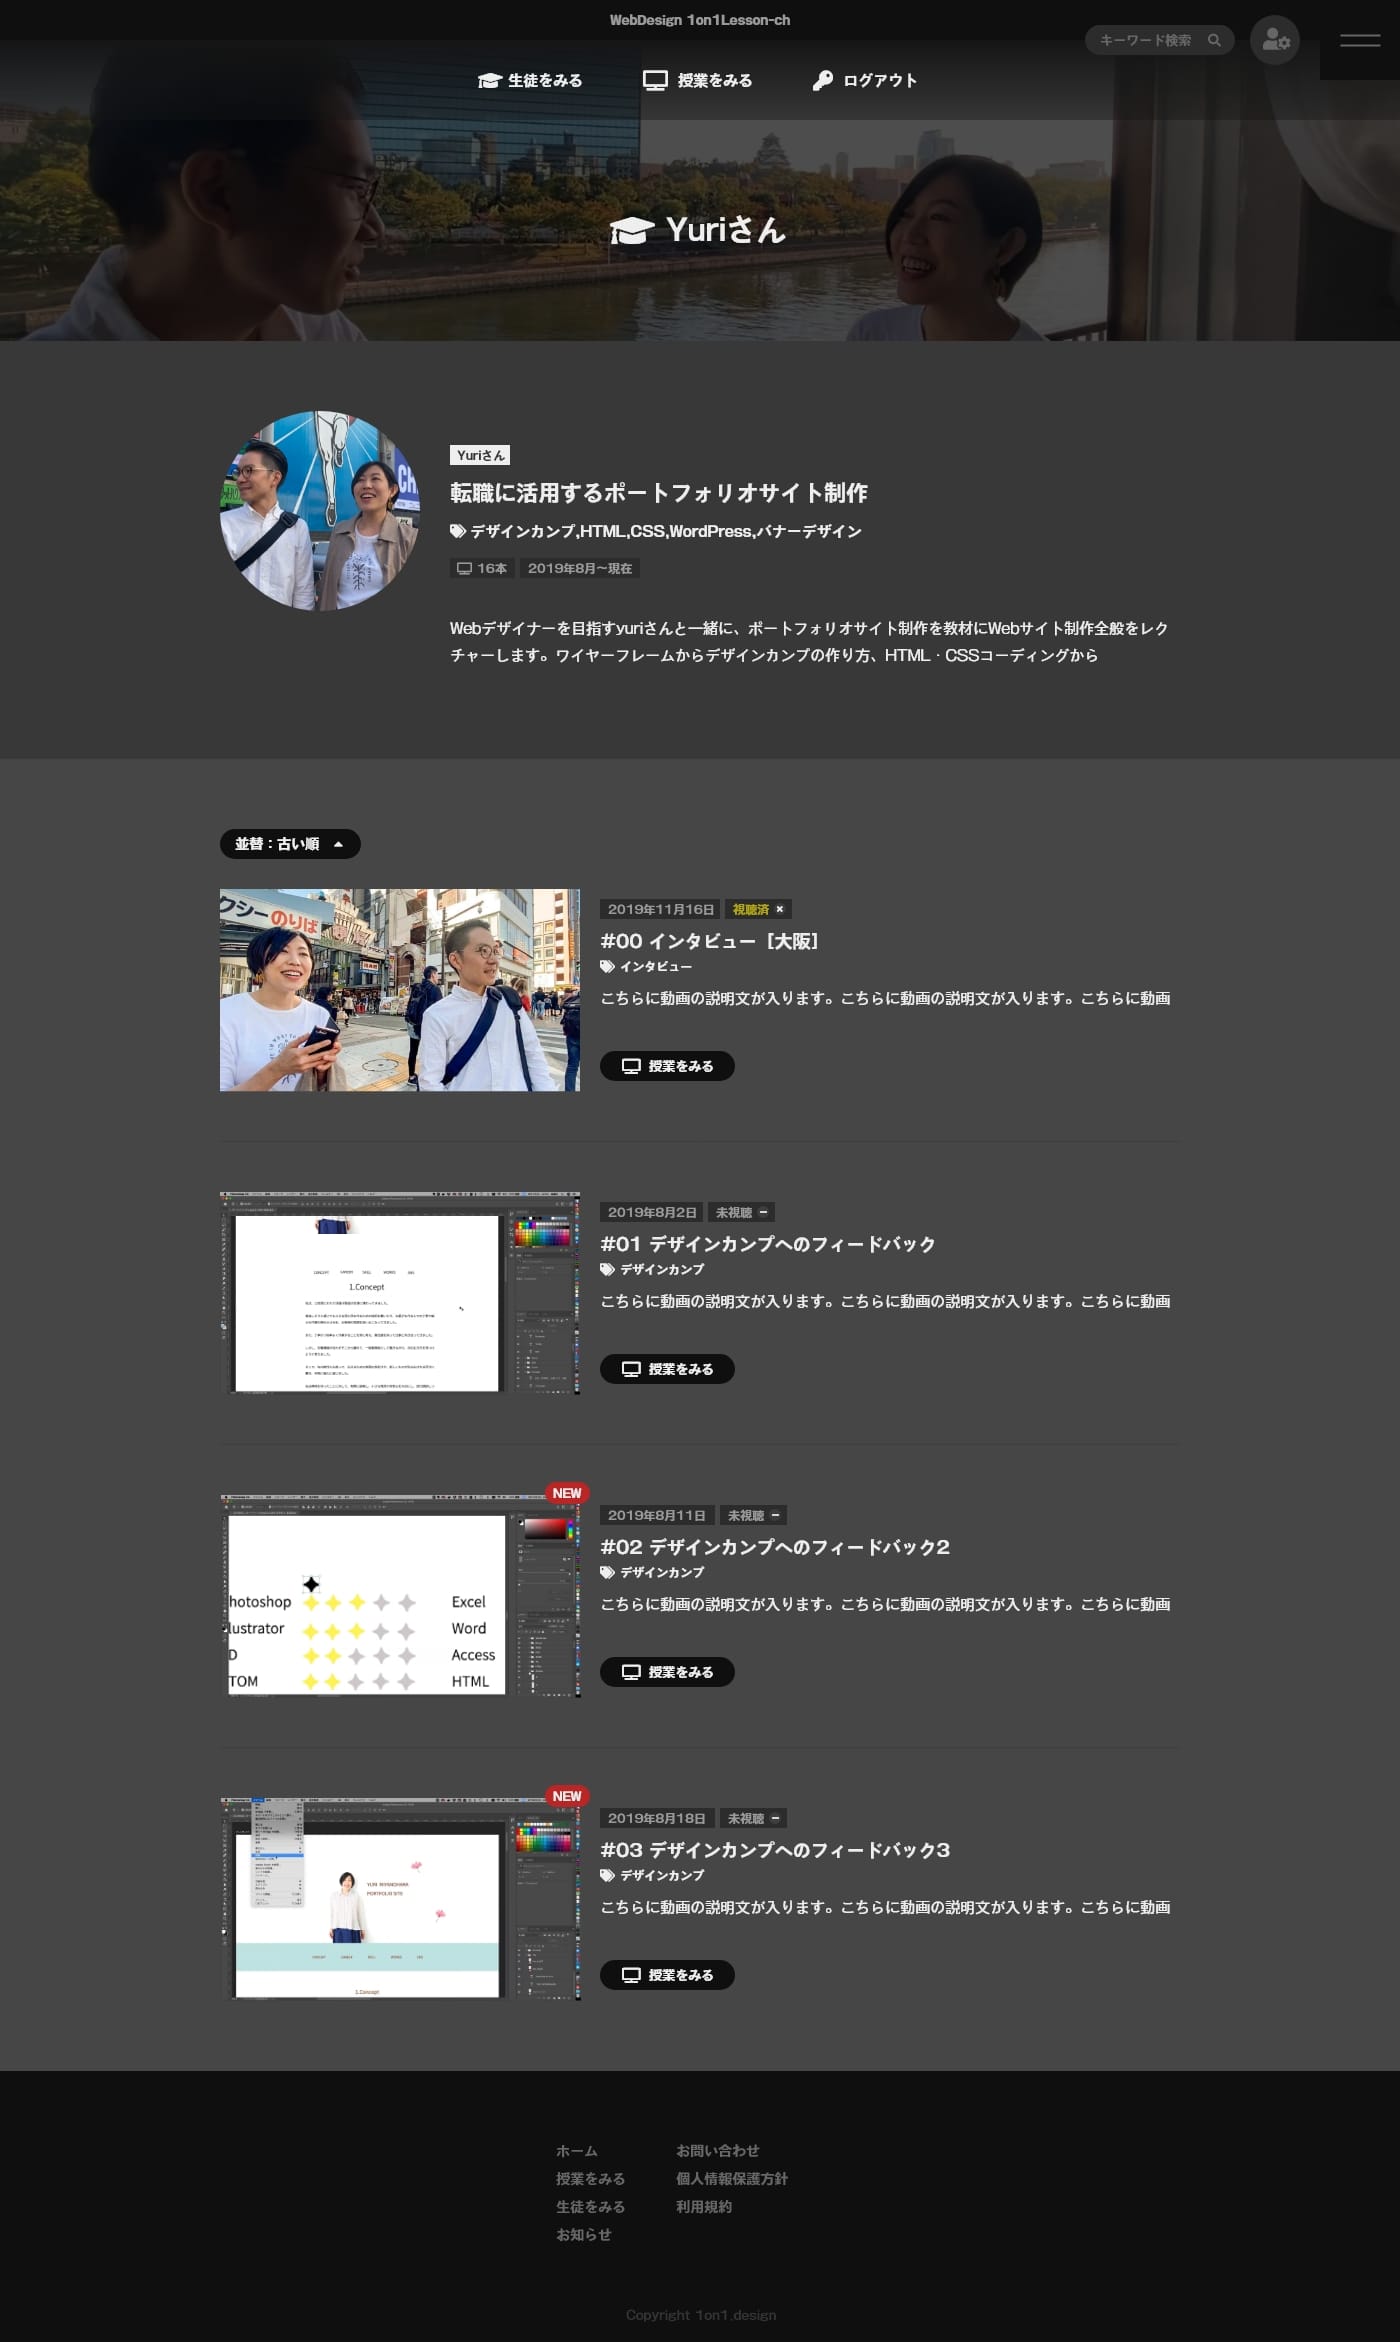 WebDesign 1on1Lesson-ch
キーワード検索
生徒をみる
授業をみる
ログアウト
Yuriさん
Yuriさん
転職に活用するポートフォリオサイト制作
デザインカンプ,HTML,CSS,WordPress,バナーデザイン
16本 2019年8月〜現在
Webデザイナーを目指すyuriさんと一緒に、ポートフォリオサイト制作を教材にWebサイト制作全般をレク
チャーします。ワイヤーフレームからデザインカンプの作り方、HTML・CSSコーディングから
並替：古い順
クシーのりば
2019年11月16日 視聴済
#00 インタビュー［大阪］
インタビュー
こちらに動画の説明文が入ります。こちらに動画の説明文が入ります。こちらに動画
授業をみる
1.Concept
2019年8月2日 未視聴
#01 デザインカンプへのフィードバック
デザインカンプ
こちらに動画の説明文が入ります。こちらに動画の説明文が入ります。こちらに動画
授業をみる
NEW
hotoshop Excel
lustrator Word
D Access
TOM HTML
2019年8月11日 未視聴
#02 デザインカンプへのフィードバック2
デザインカンプ
こちらに動画の説明文が入ります。こちらに動画の説明文が入ります。こちらに動画
授業をみる
NEW
PORTFOLIO SITE
1.Concept
2019年8月18日 未視聴
#03 デザインカンプへのフィードバック3
デザインカンプ
こちらに動画の説明文が入ります。こちらに動画の説明文が入ります。こちらに動画
授業をみる
ホーム
授業をみる
生徒をみる
お知らせ
お問い合わせ
個人情報保護方針
利用規約
Copyright 1on1.design